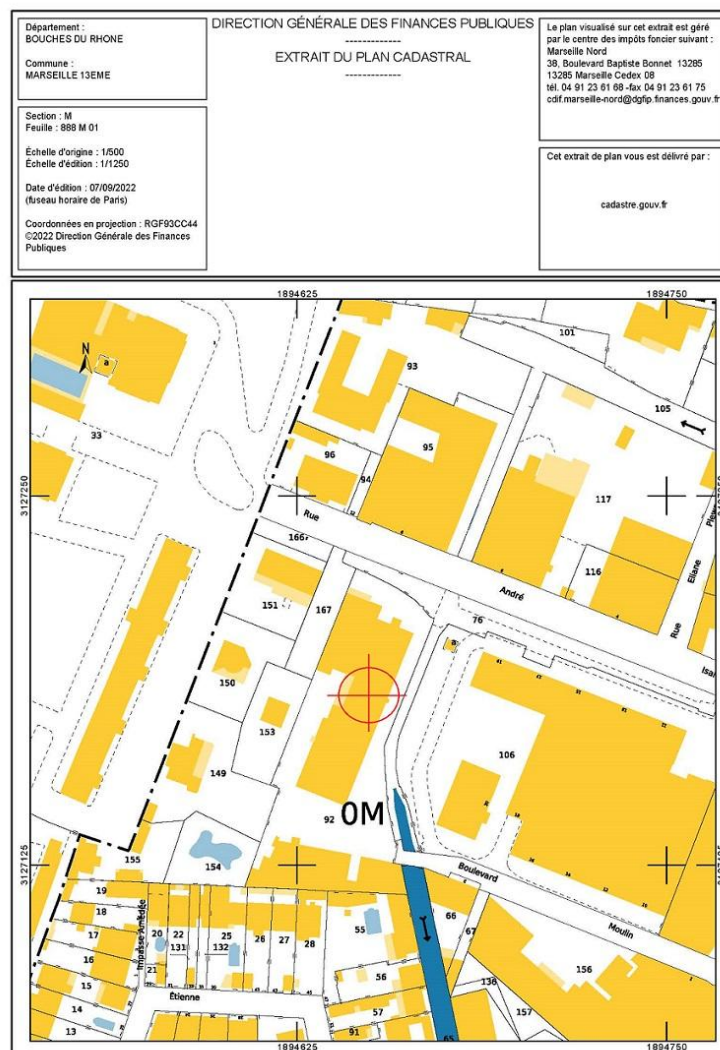 Département :
BOUCHES DU RHONE
Commune :
MARSEILLE 13EME
Section : M
Feuille : 888 M 01
Échelle d'origine : 1/500
Échelle d'édition : 1/1250
Date d'édition : 07/09/2022
(fuseau horaire de Paris)
Coordonnées en projection : RGF93CC44
©2022 Direction Générale des Finances
Publiques
DIRECTION GÉNÉRALE DES FINANCES PUBLIQUES
-------------
EXTRAIT DU PLAN CADASTRAL
-------------
Le plan visualisé sur cet extrait est géré
par le centre des impôts foncier suivant :
Marseille Nord
38, Boulevard Baptiste Bonnet 13285
13285 Marseille Cedex 08
tél. 04 91 23 61 68 -fax 04 91 23 61 75
cdif.marseille-nord@dgfip.finances.gouv.fr
Cet extrait de plan vous est délivré par :
cadastre.gouv.fr
1894625
1894750
101
N
a
93
105
33
95
96
94
3127250
3127250
117
Rue
166
116
André
Eliane
151
167
76
Rue
a
150
153
106
149
92
0M
155
154
3127125
Boulevard
19
18
Impasse Amédée
20
22
25
26
27
28
55
66
67
Moulin
17
131
132
16
21
56
156
15
Étienne
136
14
57
157
13
91
65
1894625
1894750